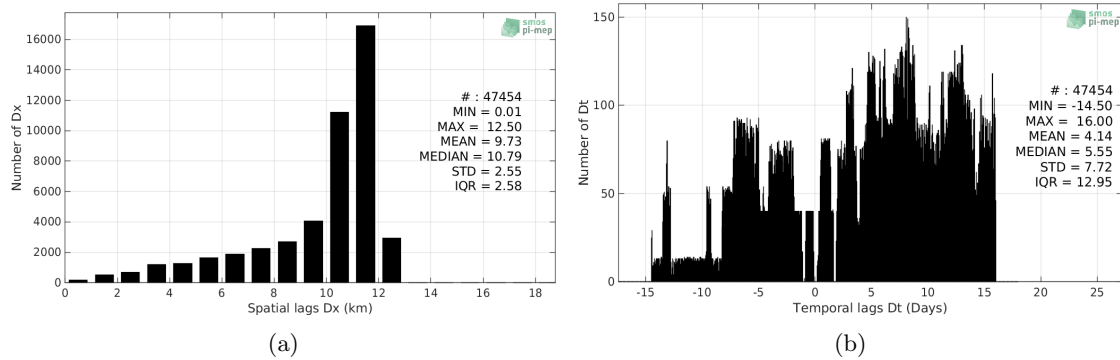 smos
pi-mep
16000
14000
12000
10000
8000
6000
4000
2000
0
Number of Dx
# : 47454
MIN = 0.01
MAX = 12.50
MEAN = 9.73
MEDIAN = 10.79
STD = 2.55
IQR = 2.58
0 2 4 6 8 10 12 14 16 18
Spatial lags Dx (km)
(a)
smos
pi-mep
150
100
50
0
Number of Dt
# : 47454
MIN = -14.50
MAX = 16.00
MEAN = 4.14
MEDIAN = 5.55
STD = 7.72
IQR = 12.95
-15 -10 -5 0 5 10 15 20 25
Temporal lags Dt (Days)
(b)